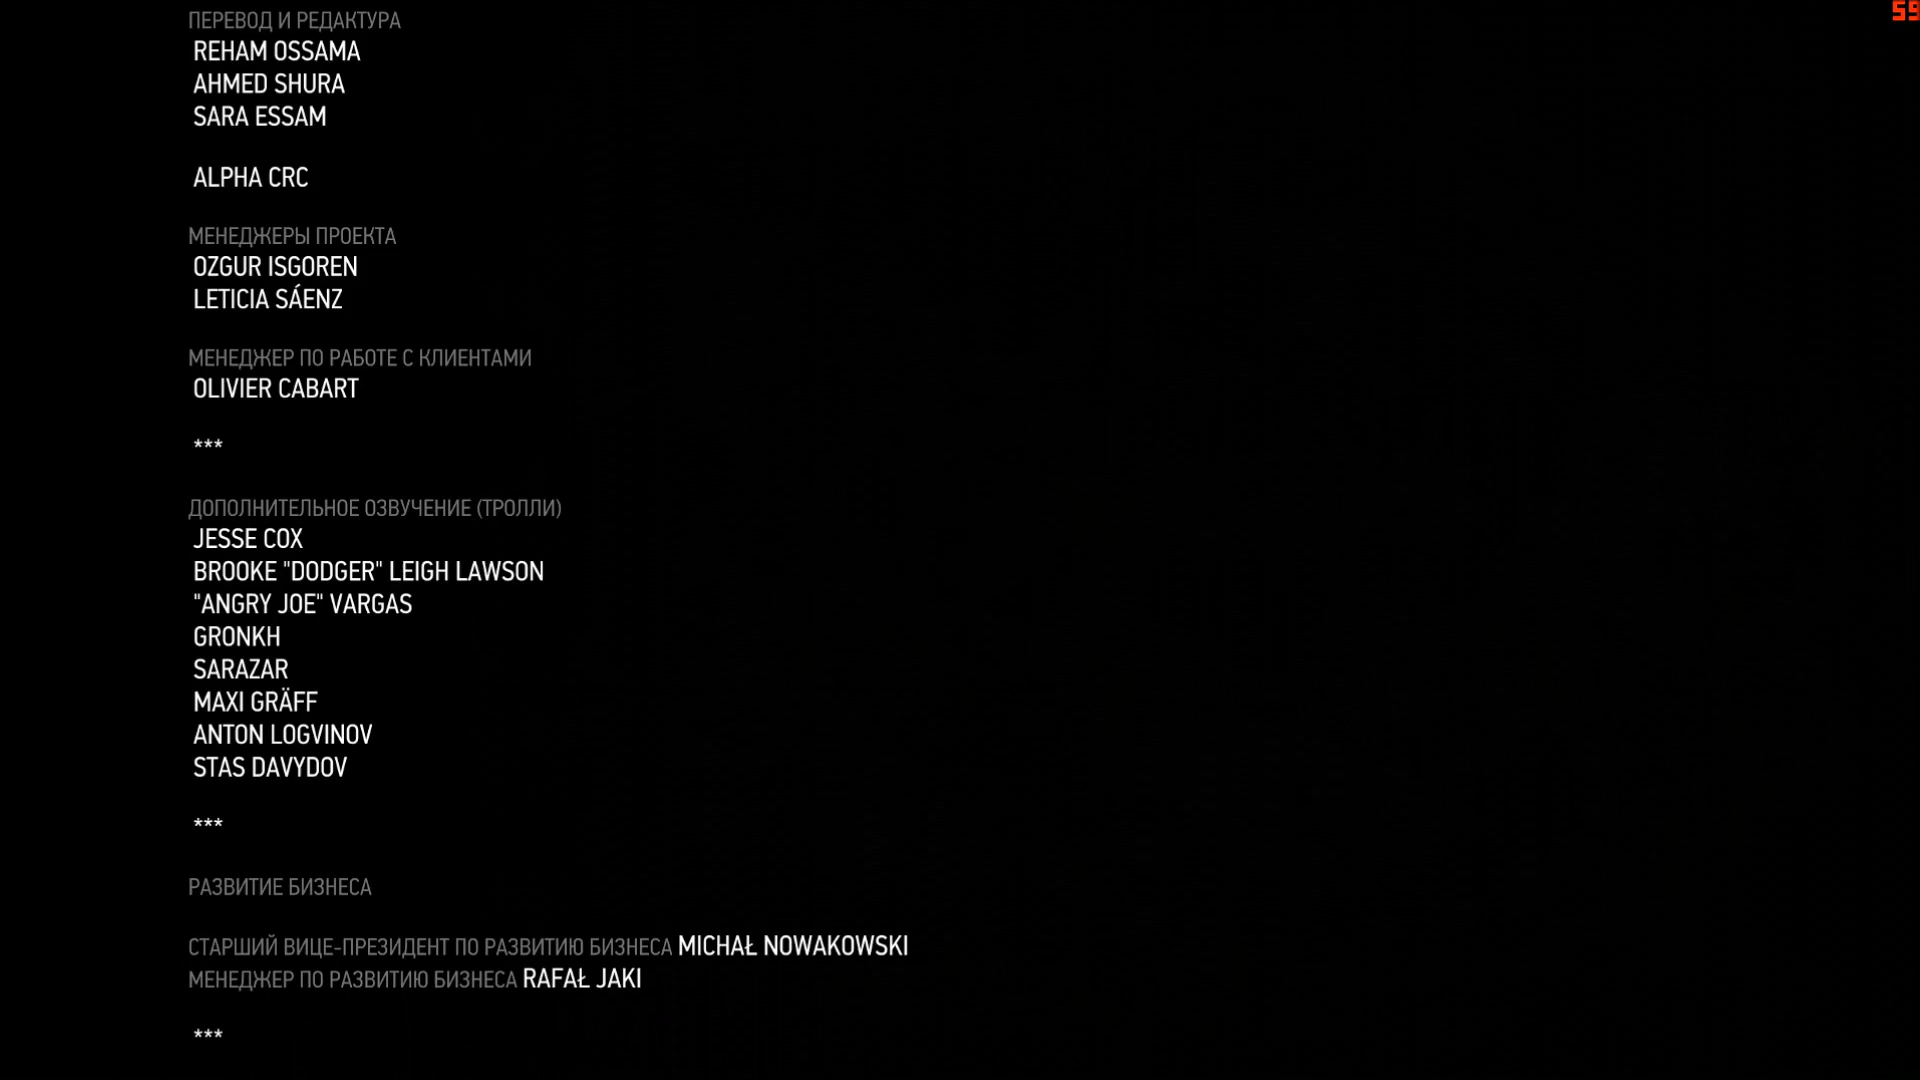 ПЕРЕВОД И РЕДАКТУРА
59
REHAM OSSAMA
AHMED SHURA
SARA ESSAM
ALPHA CRC
МЕНЕДЖЕРЫ ПРОЕКТА
OZGUR ISGOREN
LETICIA SÁENZ
МЕНЕДЖЕР ПО РАБОТЕ С КЛИЕНТАМИ
OLIVIER CABART
***
ДОПОЛНИТЕЛЬНОЕ ОЗВУЧЕНИЕ (ТРОЛЛИ)
JESSE COX
BROOKE "DODGER" LEIGH LAWSON
"ANGRY JOE" VARGAS
GRONKH
SARAZAR
MAXI GRÄFF
ANTON LOGVINOV
STAS DAVYDOV
***
РАЗВИТИЕ БИЗНЕСА
СТАРШИЙ ВИЦЕ-ПРЕЗИДЕНТ ПО РАЗВИТИЮ БИЗНЕСА MICHAŁ NOWAKOWSKI
МЕНЕДЖЕР ПО РАЗВИТИЮ БИЗНЕСА RAFAŁ JAKI
***